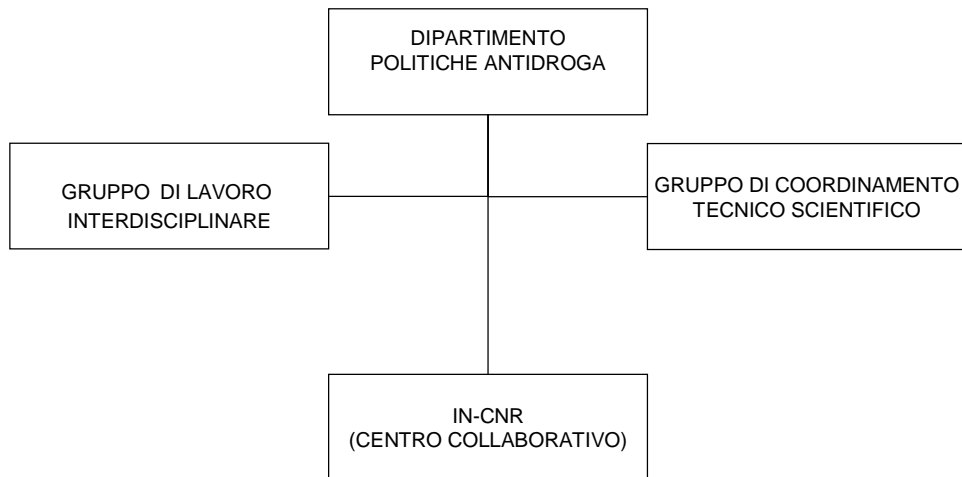 DIPARTIMENTO
POLITICHE ANTIDROGA
GRUPPO DI LAVORO
INTERDISCIPLINARE
GRUPPO DI COORDINAMENTO
TECNICO SCIENTIFICO
IN-CNR
(CENTRO COLLABORATIVO)